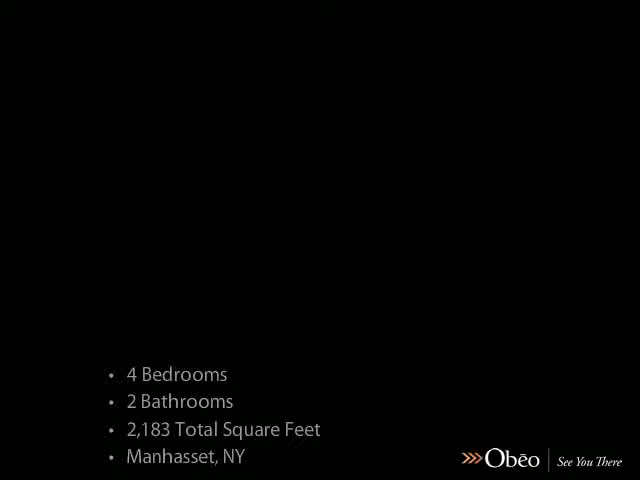 • 4 Bedrooms
• 2 Bathrooms
• 2,183 Total Square Feet
• Manhasset, NY
Obēo | See You There